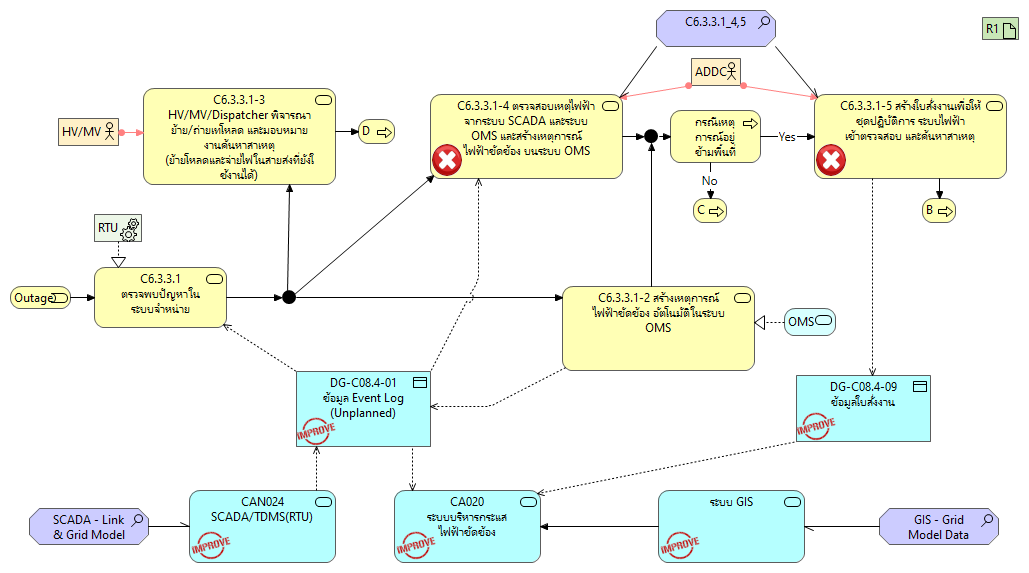 C6.3.3.1_4,5
R1
ADDC
C6.3.3.1-3
HV/MV/Dispatcher พิจารณา
ย้าย/ถ่ายเทโหลด และมอบหมาย
งานค้นหาสาเหตุ
(ย้ายโหลดและจ่ายไฟในสายส่งที่ยังใ
ช้งานได้)
HV/MV
D
C6.3.3.1-4 ตรวจสอบเหตุไฟฟ้า
จากระบบ SCADA และระบบ
OMS และสร้างเหตุการณ์
ไฟฟ้าขัดข้อง บนระบบ OMS
กรณีเหตุ
การณ์อยู่
ข้ามพื้นที่
Yes
No
C
C6.3.3.1-5 สร้างใบสั่งงานเพื่อให้
ชุดปฏิบัติการ ระบบไฟฟ้า
เข้าตรวจสอบ และค้นหาสาเหตุ
B
RTU
Outage
C6.3.3.1
ตรวจพบปัญหาใน
ระบบจำหน่าย
C6.3.3.1-2 สร้างเหตุการณ์
ไฟฟ้าขัดข้อง อัตโนมัติในระบบ
OMS
OMS
DG-C08.4-01
ข้อมูล Event Log
(Unplanned)
IMPROVE
DG-C08.4-09
ข้อมูลใบสั่งงาน
IMPROVE
SCADA - Link
& Grid Model
CAN024
SCADA/TDMS(RTU)
IMPROVE
CA020
ระบบบริหารกระแส
ไฟฟ้าขัดข้อง
IMPROVE
ระบบ GIS
IMPROVE
GIS - Grid
Model Data